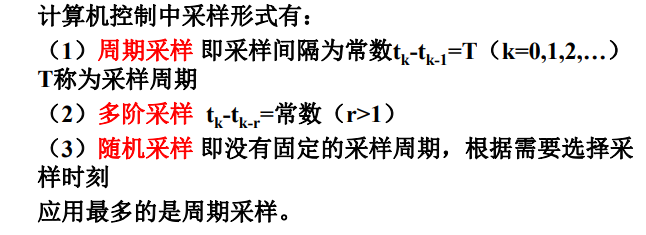 计算机控制中采样形式有：
（1）周期采样 即采样间隔为常数tk-tk-1=T（k=0,1,2,…）
T称为采样周期
（2）多阶采样 tk-tk-r=常数（r>1）
（3）随机采样 即没有固定的采样周期，根据需要选择采
样时刻
应用最多的是周期采样。